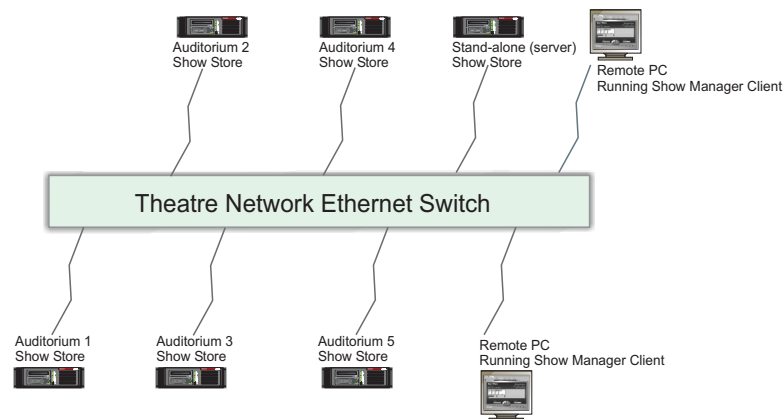 Auditorium 2
Show Store
Auditorium 4
Show Store
Stand-alone (server)
Show Store
Remote PC
Running Show Manager Client
Theatre Network Ethernet Switch
Auditorium 1
Show Store
Auditorium 3
Show Store
Auditorium 5
Show Store
Remote PC
Running Show Manager Client